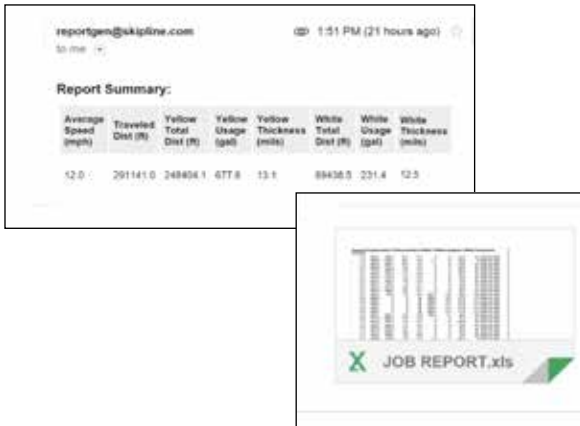 reportgen@skipline.com 1:51 PM (21 hours ago)
to me
Report Summary:
Average Speed (mph) Traveled Dist (ft) Yellow Total Dist (ft) Yellow Usage (gal) Yellow Thickness (mils) White Total Dist (ft) White Usage (gal) White Thickness (mils)
12.0 291141.0 248404.1 677.8 13.1 89438.5 231.4 12.5
JOB REPORT.xls